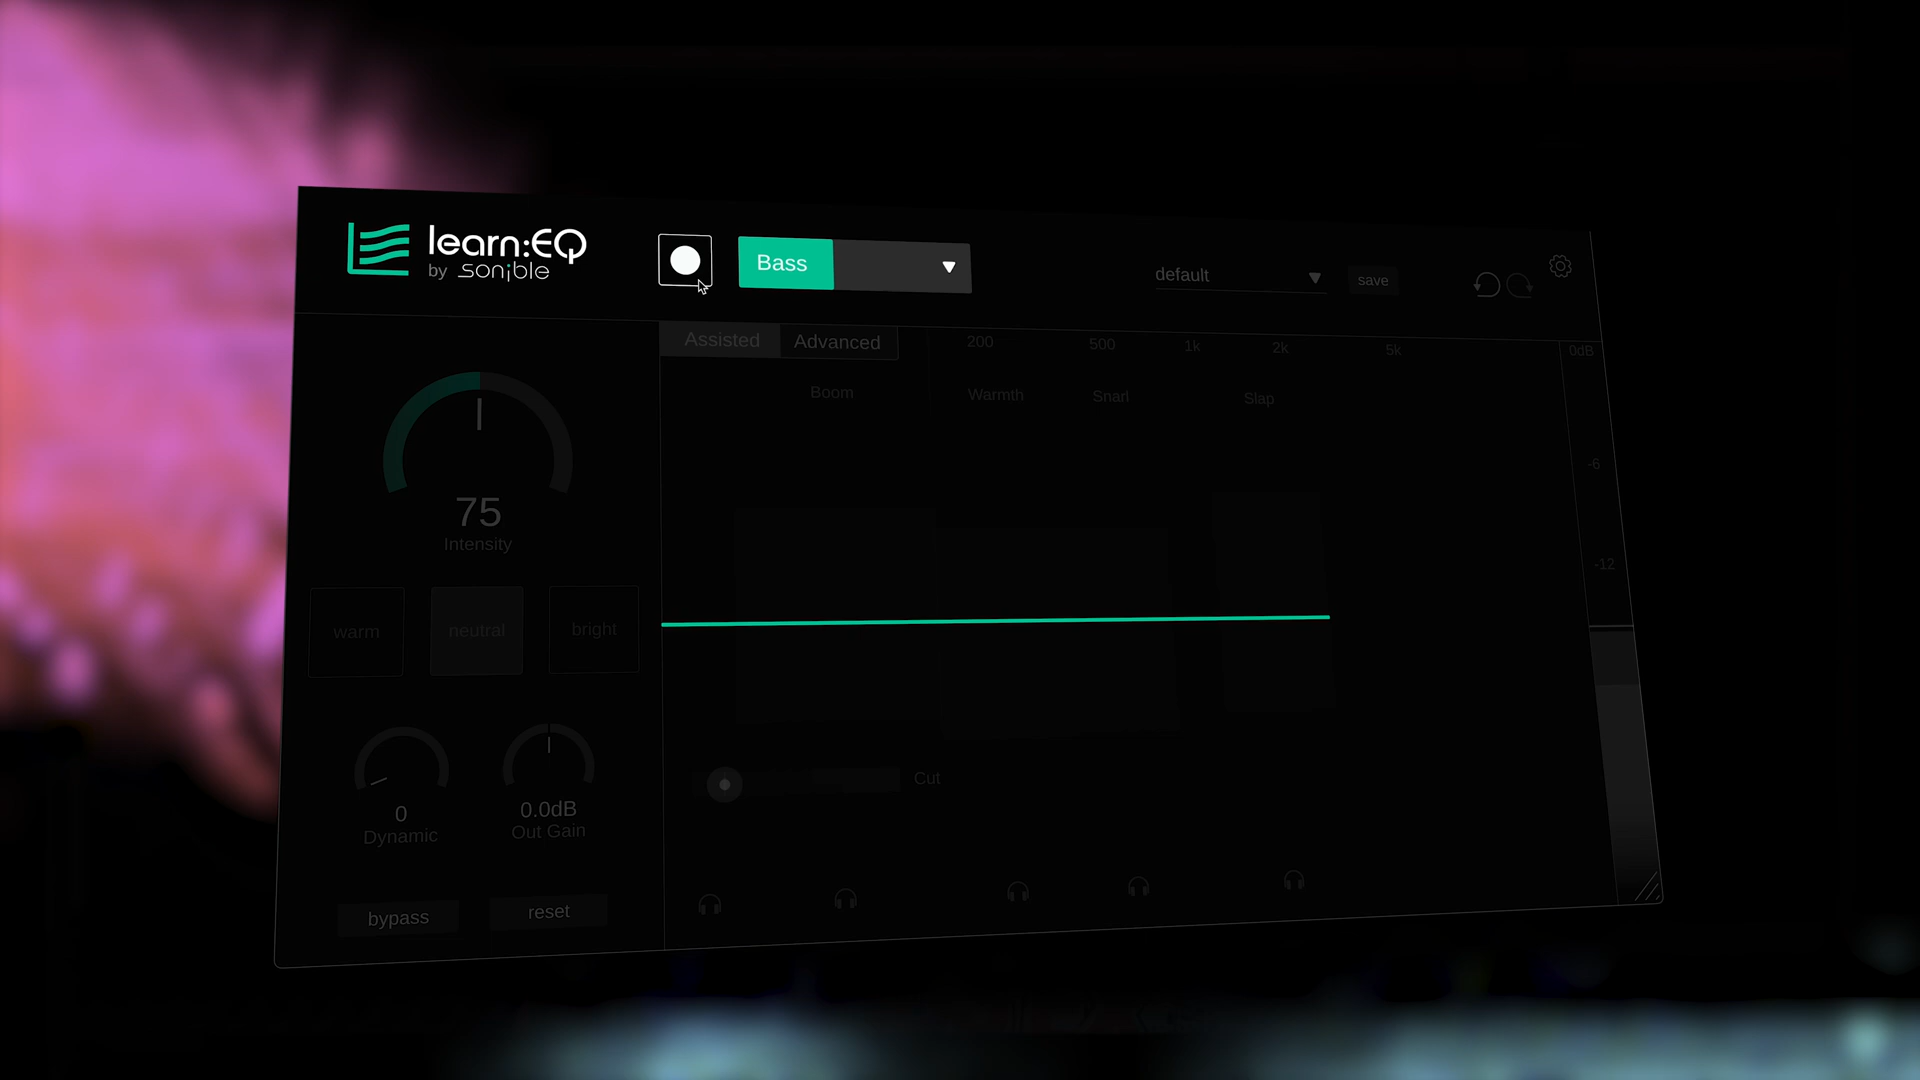 learn:EQ
by sonible
Bass
default
save
Assisted
Advanced
200
500
1k
2k
5k
0dB
Boom
Warmth
Snarl
Slap
-6
-12
75
Intensity
warm
neutral
bright
Cut
0
Dynamic
0.0dB
Out Gain
bypass
reset